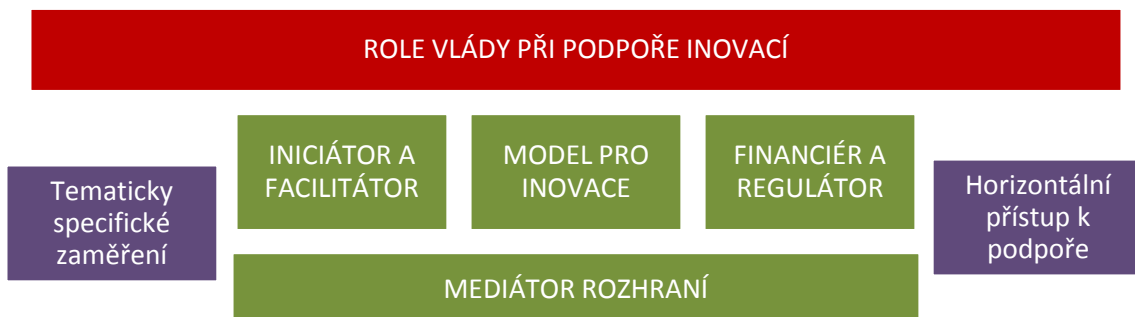 ROLE VLÁDY PŘI PODPOŘE INOVACÍ
INICIÁTOR A
FACILITÁTOR
MODEL PRO
INOVACE
FINANCIÉR A
REGULÁTOR
Tematicky
specifické
zaměření
Horizontální
přístup k
podpoře
MEDIÁTOR ROZHRANÍ